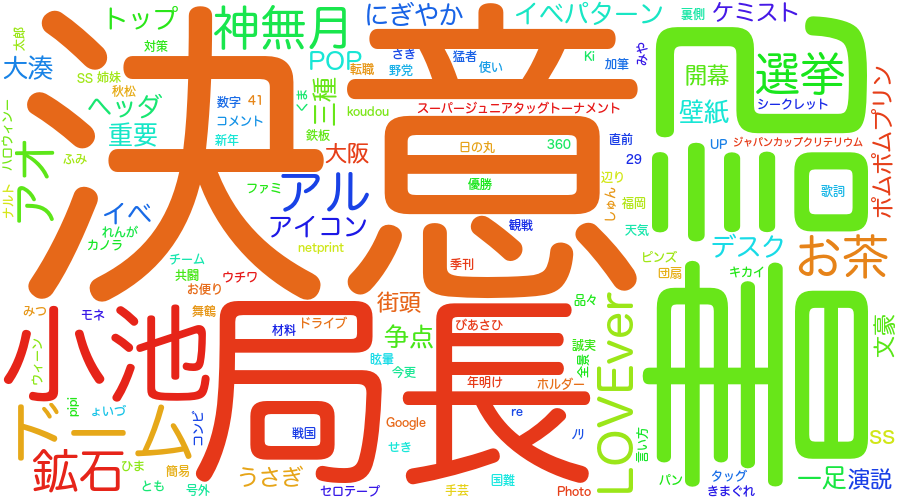 決意
局長
照明
神無月
トップ
太郎
対策
大湊
SS
姉妹
秋松
ヘッダ
重要
ハロウィーン
アオ
ふみ
ナルト
イベ
れんが
カノラ
にぎやか
POP
転職
野党
さき
猛者
使い
イベパターン
Ki
加筆
みや
裏側
ケミスト
選挙
開幕
壁紙
シークレット
ポムポムプリン
三種
くま
koudou
鉄板
数字
41
コメント
新年
大阪
スーパージュニアタッグトーナメント
日の丸
360
直前
29
UP
ジャパンカップクリテリウム
優勝
辺り
しゅん
福岡
天気
歌詞
ファミ
アル
アイコン
netprint
観戦
季刊
ピンズ
団扇
デスク
キカイ
お茶
チーム
共闘
お便り
ウチワ
舞鶴
街頭
品々
みつ
モネ
小池
ウィーン
材料
ドライブ
争点
ぴあさひ
誠実
全景
LOVEver
文豪
眩暈
今更
年明け
ホルダー
pipi
ょいづ
ブーム
コンビ
戦国
Google
re
ノリ
言い方
SS
鉱石
ひま
簡易
うさぎ
せき
国難
とも
号外
セロテープ
手芸
Photo
パン
タッグ
きまぐれ
一足
演説